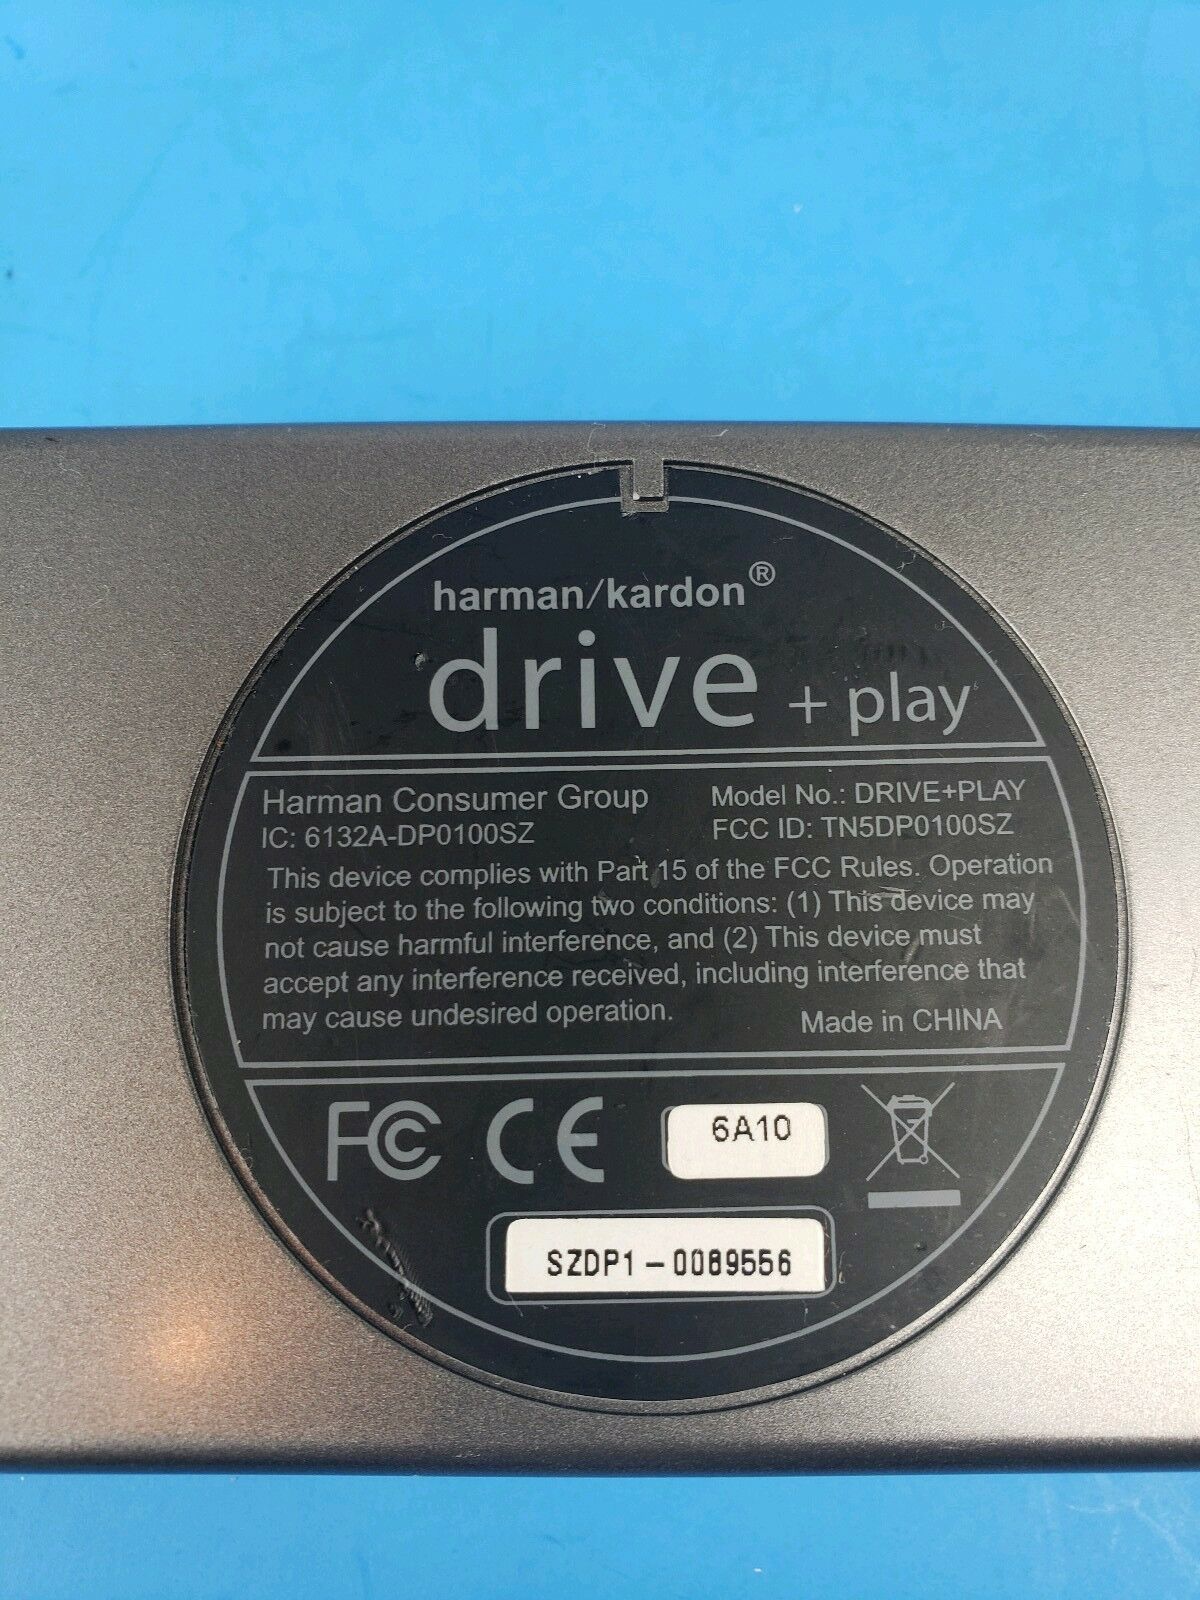 harman/kardon®
drive + play
Harman Consumer Group
Model No.: DRIVE+PLAY
IC: 6132A-DP0100SZ
FCC ID: TN5DP0100SZ
This device complies with Part 15 of the FCC Rules. Operation
is subject to the following two conditions: (1) This device may
not cause harmful interference, and (2) This device must
accept any interference received, including interference that
may cause undesired operation.
Made in CHINA
FC CE
6A10
SZDP1-0089556